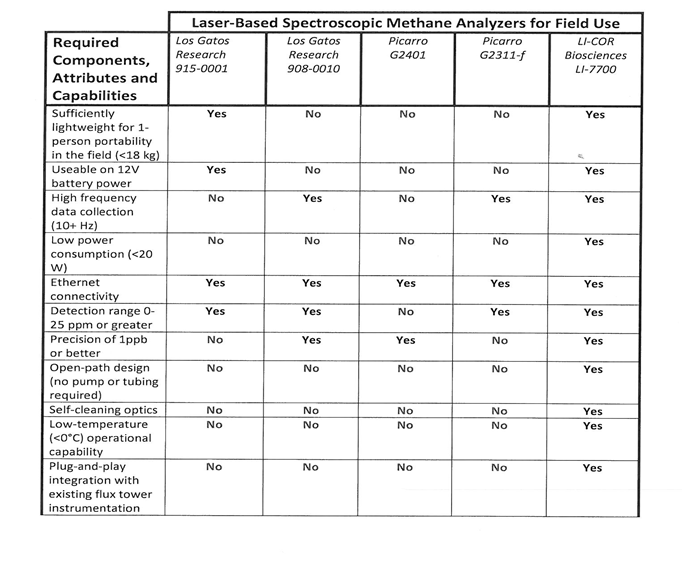 Laser-Based Spectroscopic Methane Analyzers for Field Use
Required Components, Attributes and Capabilities | Los Gatos Research 915-0001 | Los Gatos Research 908-0010 | Picarro G2401 | Picarro G2311-f | LI-COR Biosciences LI-7700
Sufficiently lightweight for 1-person portability in the field (<18 kg) | Yes | No | No | No | Yes
Useable on 12V battery power | Yes | No | No | No | Yes
High frequency data collection (10+ Hz) | No | Yes | No | Yes | Yes
Low power consumption (<20 W) | No | No | No | No | Yes
Ethernet connectivity | Yes | Yes | Yes | Yes | Yes
Detection range 0-25 ppm or greater | Yes | Yes | No | Yes | Yes
Precision of 1ppb or better | No | Yes | Yes | No | Yes
Open-path design (no pump or tubing required) | No | No | No | No | Yes
Self-cleaning optics | No | No | No | No | Yes
Low-temperature (<0°C) operational capability | No | No | No | No | Yes
Plug-and-play integration with existing flux tower instrumentation | No | No | No | No | Yes